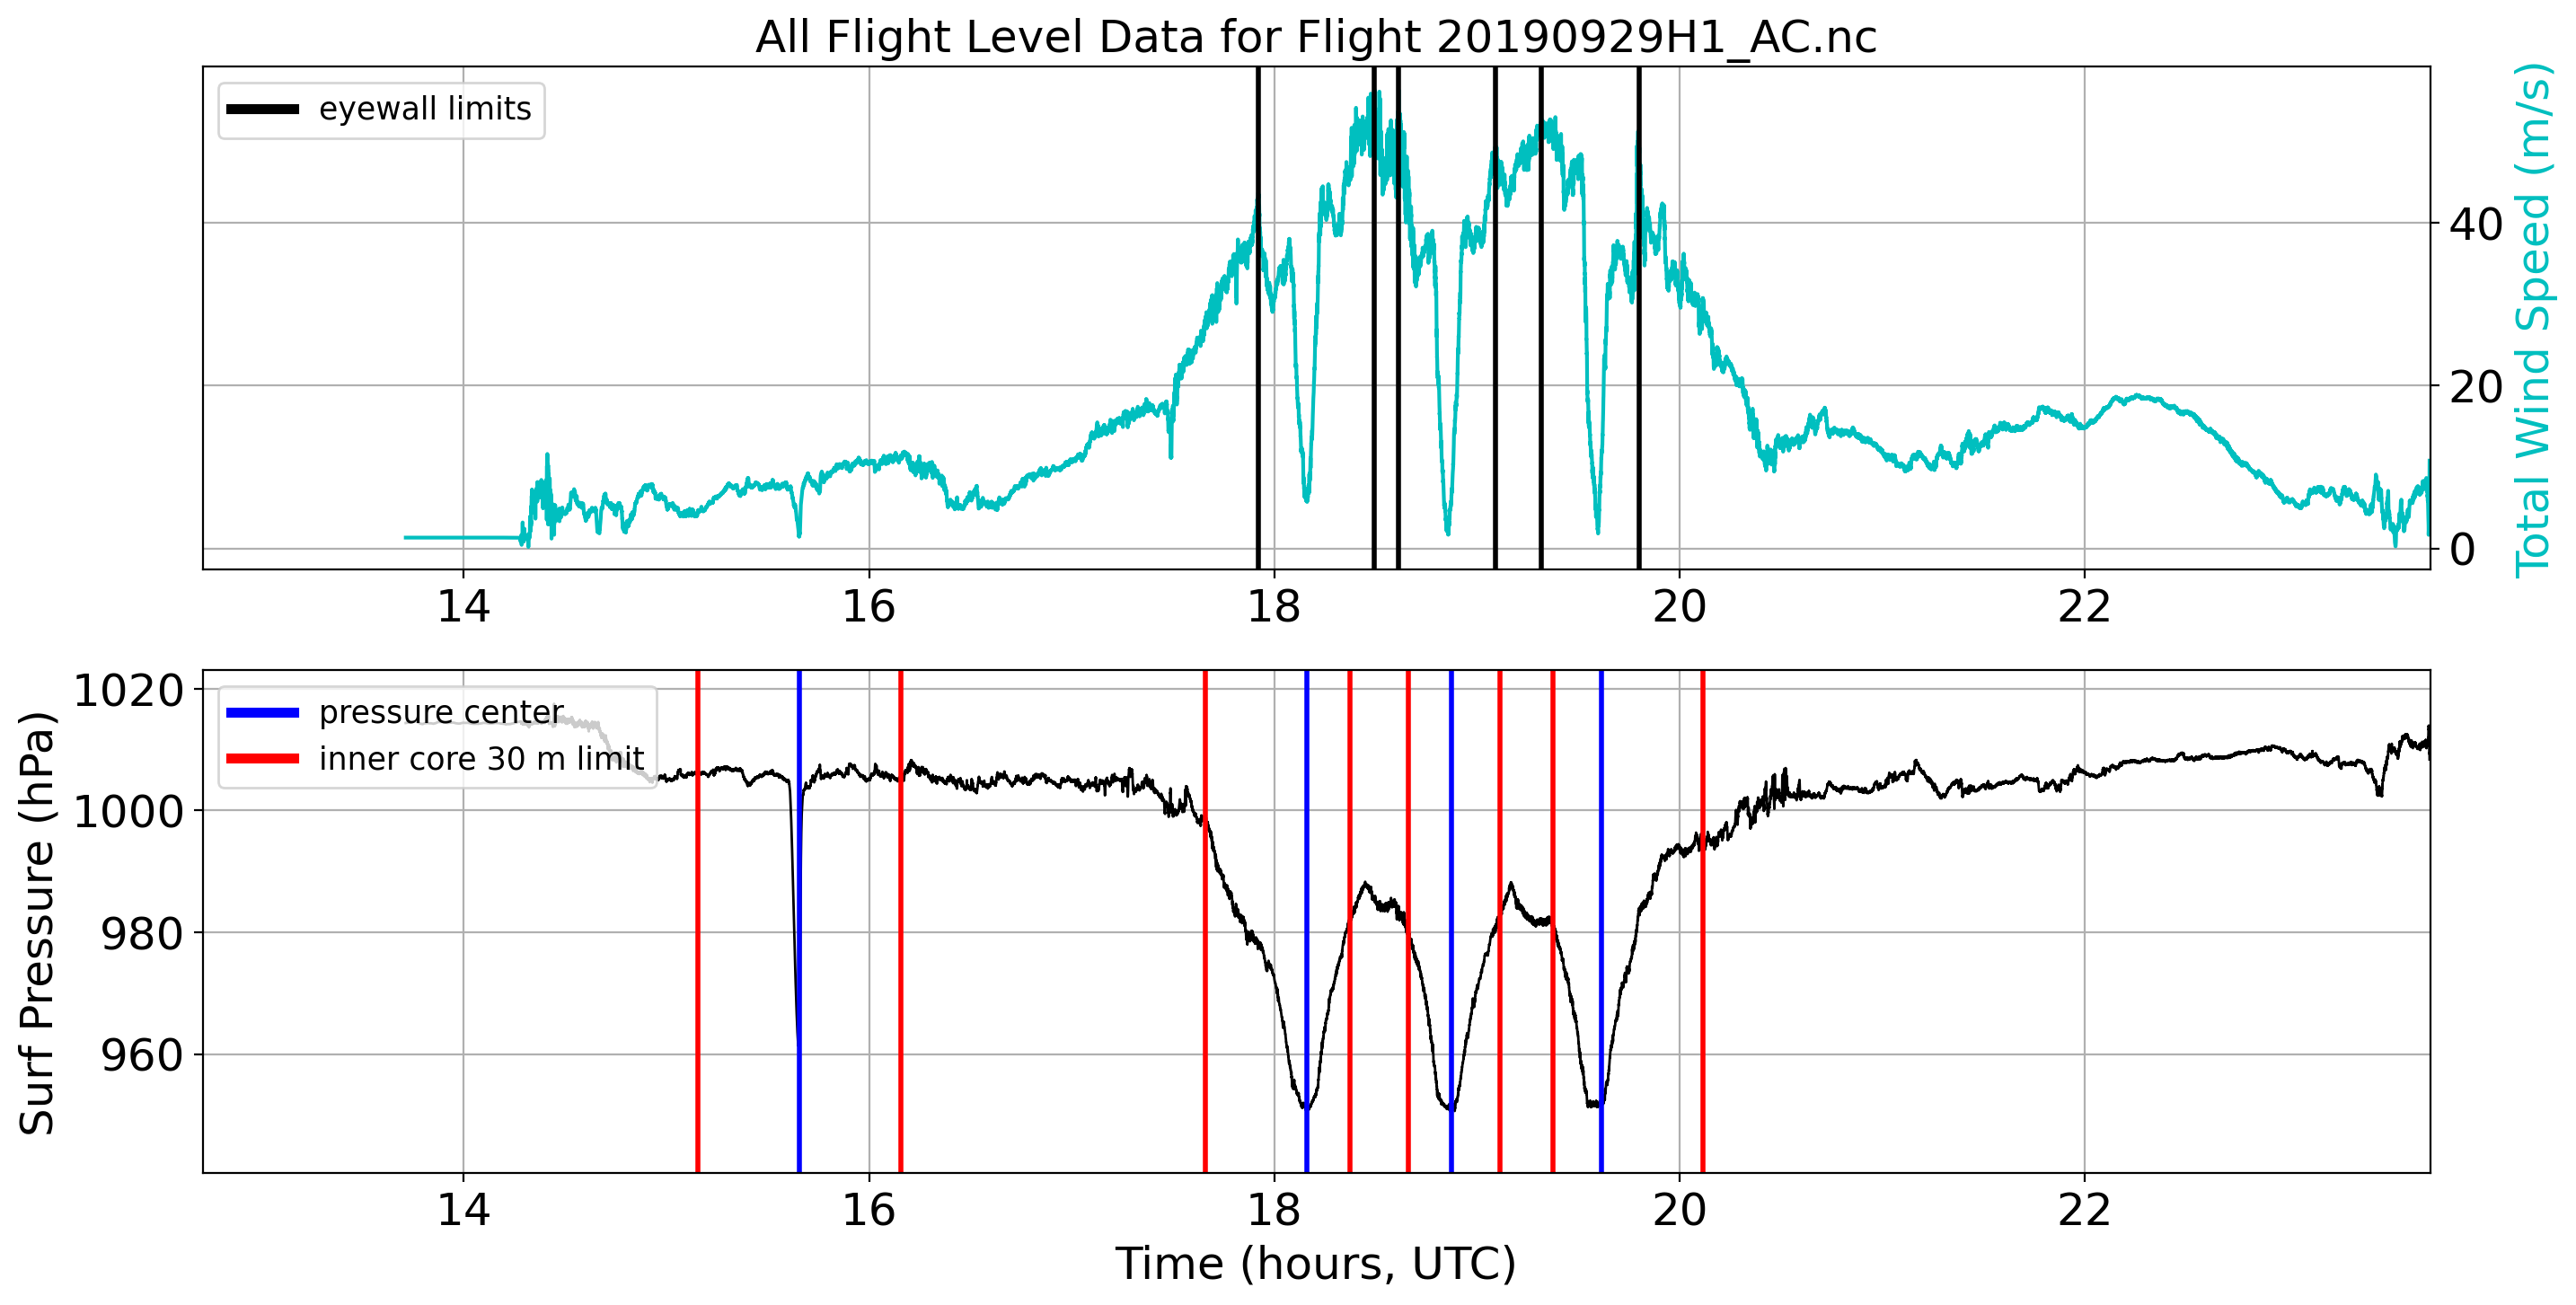 All Flight Level Data for Flight 20190929H1_AC.nc
eyewall limits
40
20
0
Total Wind Speed (m/s)
14 16 18 20 22
1020
1000
980
960
Surf Pressure (hPa)
pressure center
inner core 30 m limit
14 16 18 20 22
Time (hours, UTC)